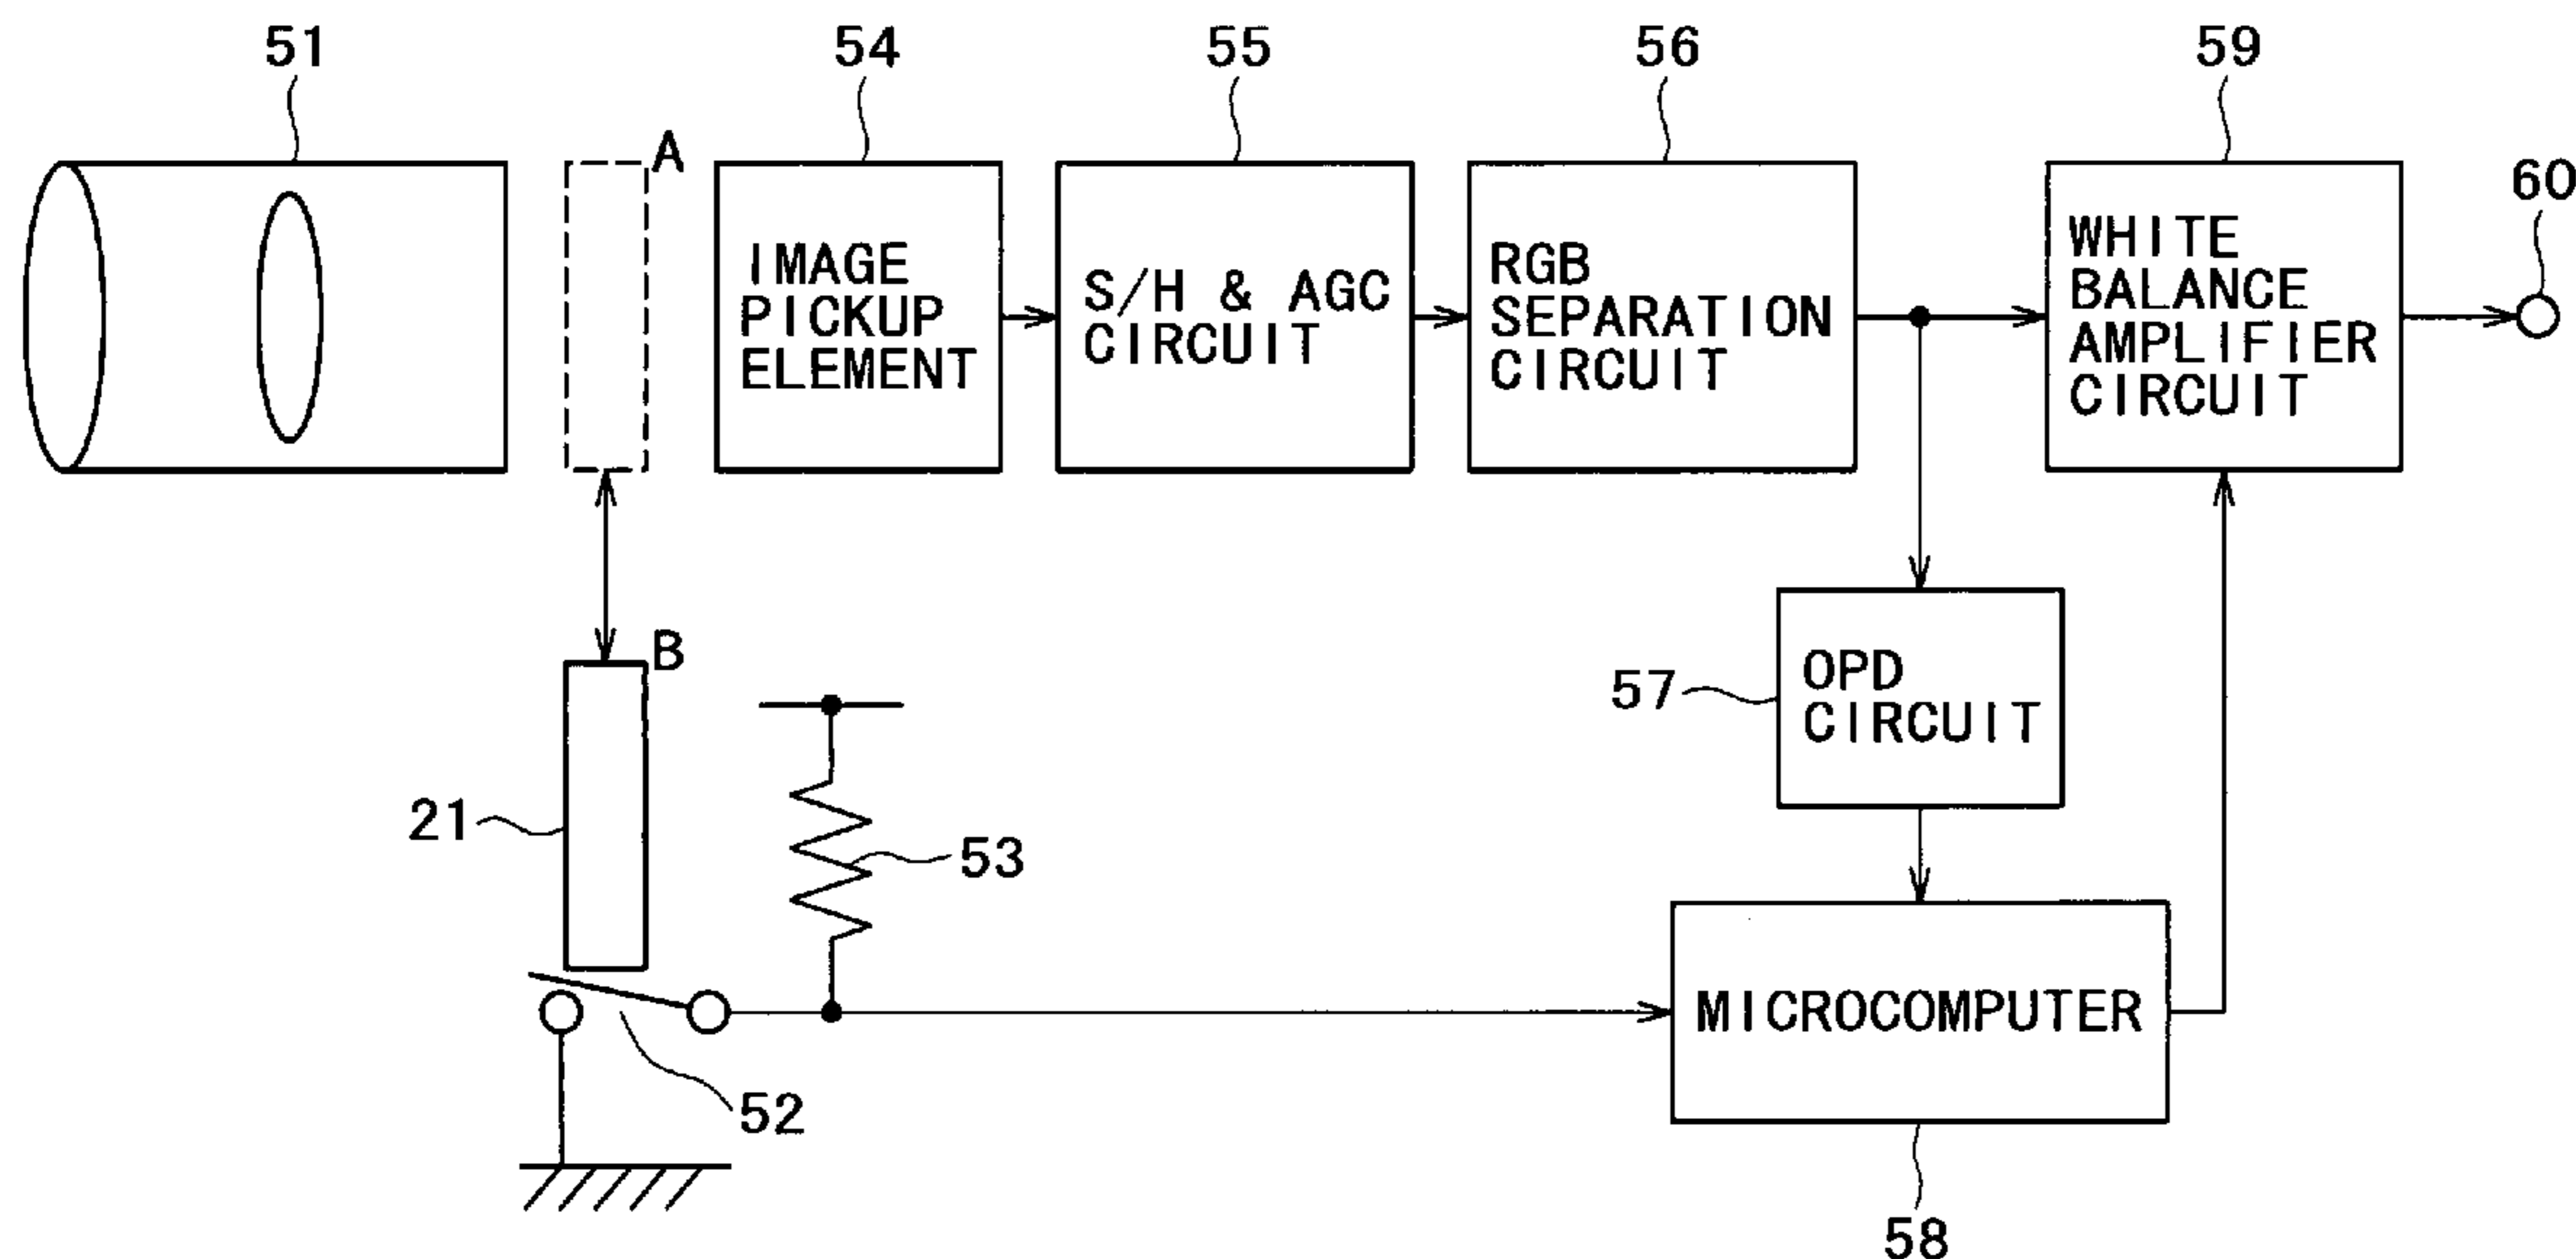 51
54
55
56
59
60
A
IMAGE
PICKUP
ELEMENT
S/H & AGC
CIRCUIT
RGB
SEPARATION
CIRCUIT
WHITE
BALANCE
AMPLIFIER
CIRCUIT
B
57
OPD
CIRCUIT
21
53
MICROCOMPUTER
52
58